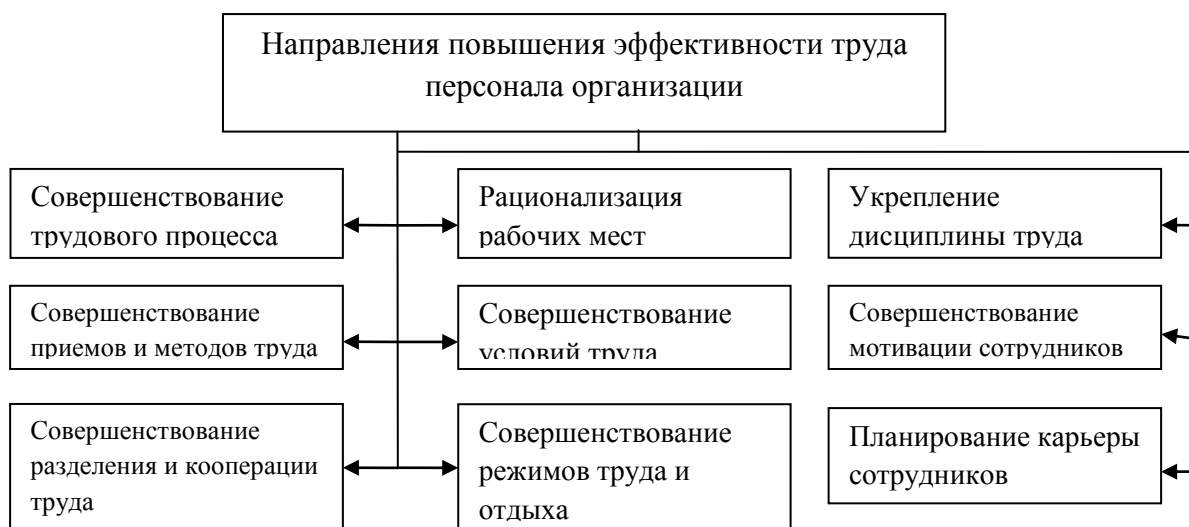 Направления повышения эффективности труда
персонала организации
Совершенствование
трудового процесса
Рационализация
рабочих мест
Укрепление
дисциплины труда
Совершенствование
приемов и методов труда
Совершенствование
условий труда
Совершенствование
мотивации сотрудников
Совершенствование
разделения и кооперации
труда
Совершенствование
режимов труда и
отдыха
Планирование карьеры
сотрудников